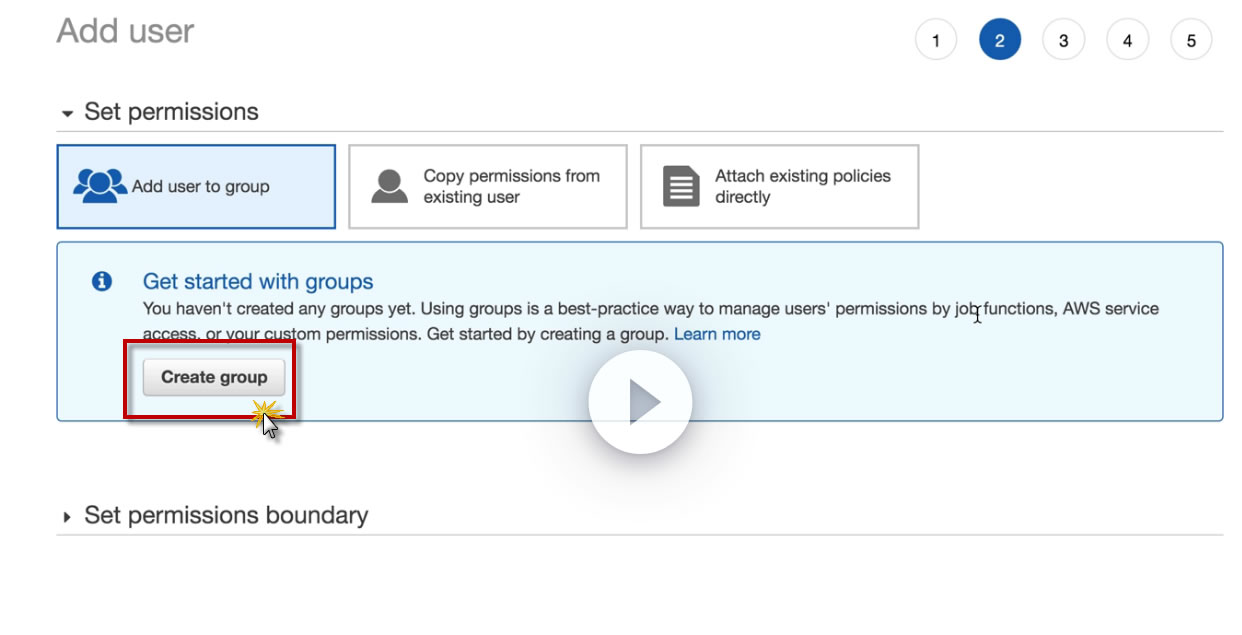 Add user
1 2 3 4 5
Set permissions
Add user to group
Copy permissions from
existing user
Attach existing policies
directly
Get started with groups
You haven't created any groups yet. Using groups is a best-practice way to manage users' permissions by job functions, AWS service
access, or your custom permissions. Get started by creating a group. Learn more
Create group
Set permissions boundary